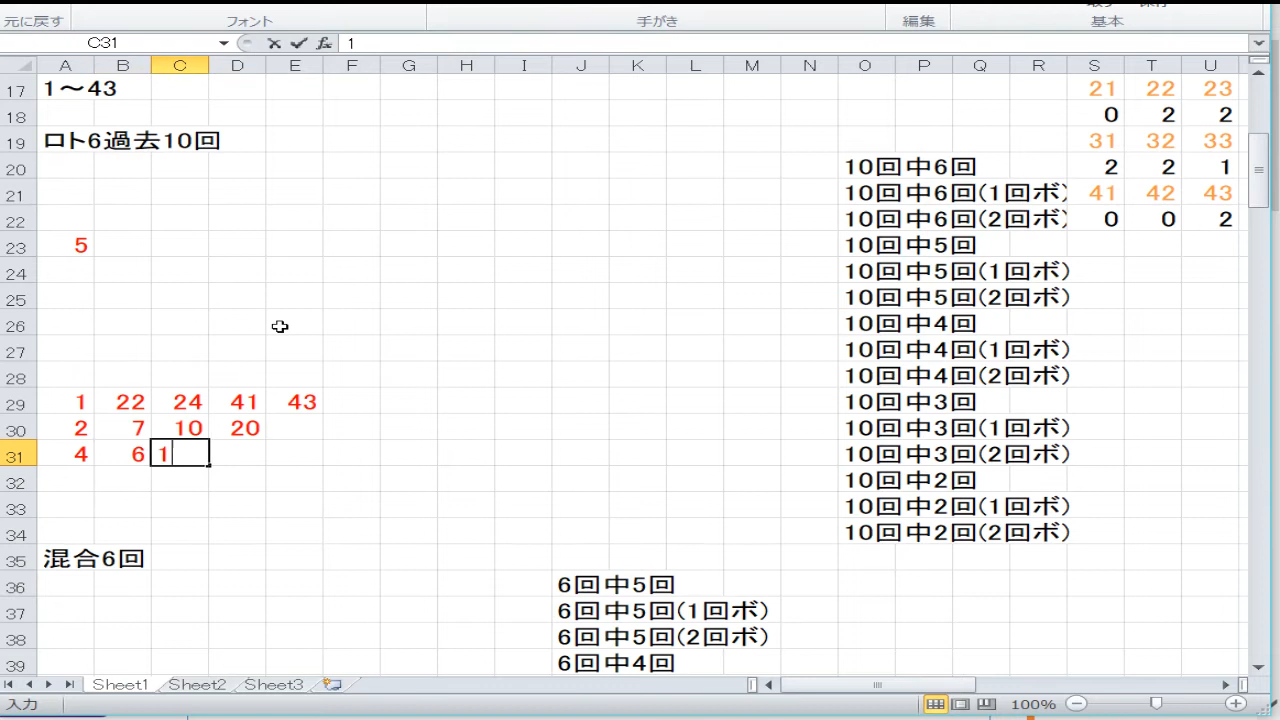 元に戻す フォント 手がき 編集 基本
C31 fx 1
A B C D E F G H I J K L M N O P Q R S T U
17 1～43 21 22 23
18 0 2 2
19 ロト6過去10回 31 32 33
20 10回中6回 2 2 1
21 10回中6回(1回ボ) 41 42 43
22 10回中6回(2回ボ) 0 0 2
23 5 10回中5回
24 10回中5回(1回ボ)
25 10回中5回(2回ボ)
26 10回中4回
27 10回中4回(1回ボ)
28 10回中4回(2回ボ)
29 1 22 24 41 43 10回中3回
30 2 7 10 20 10回中3回(1回ボ)
31 4 6 1 10回中3回(2回ボ)
32 10回中2回
33 10回中2回(1回ボ)
34 10回中2回(2回ボ)
35 混合6回
36 6回中5回
37 6回中5回(1回ボ)
38 6回中5回(2回ボ)
39 6回中4回
Sheet1 Sheet2 Sheet3
入力 100%